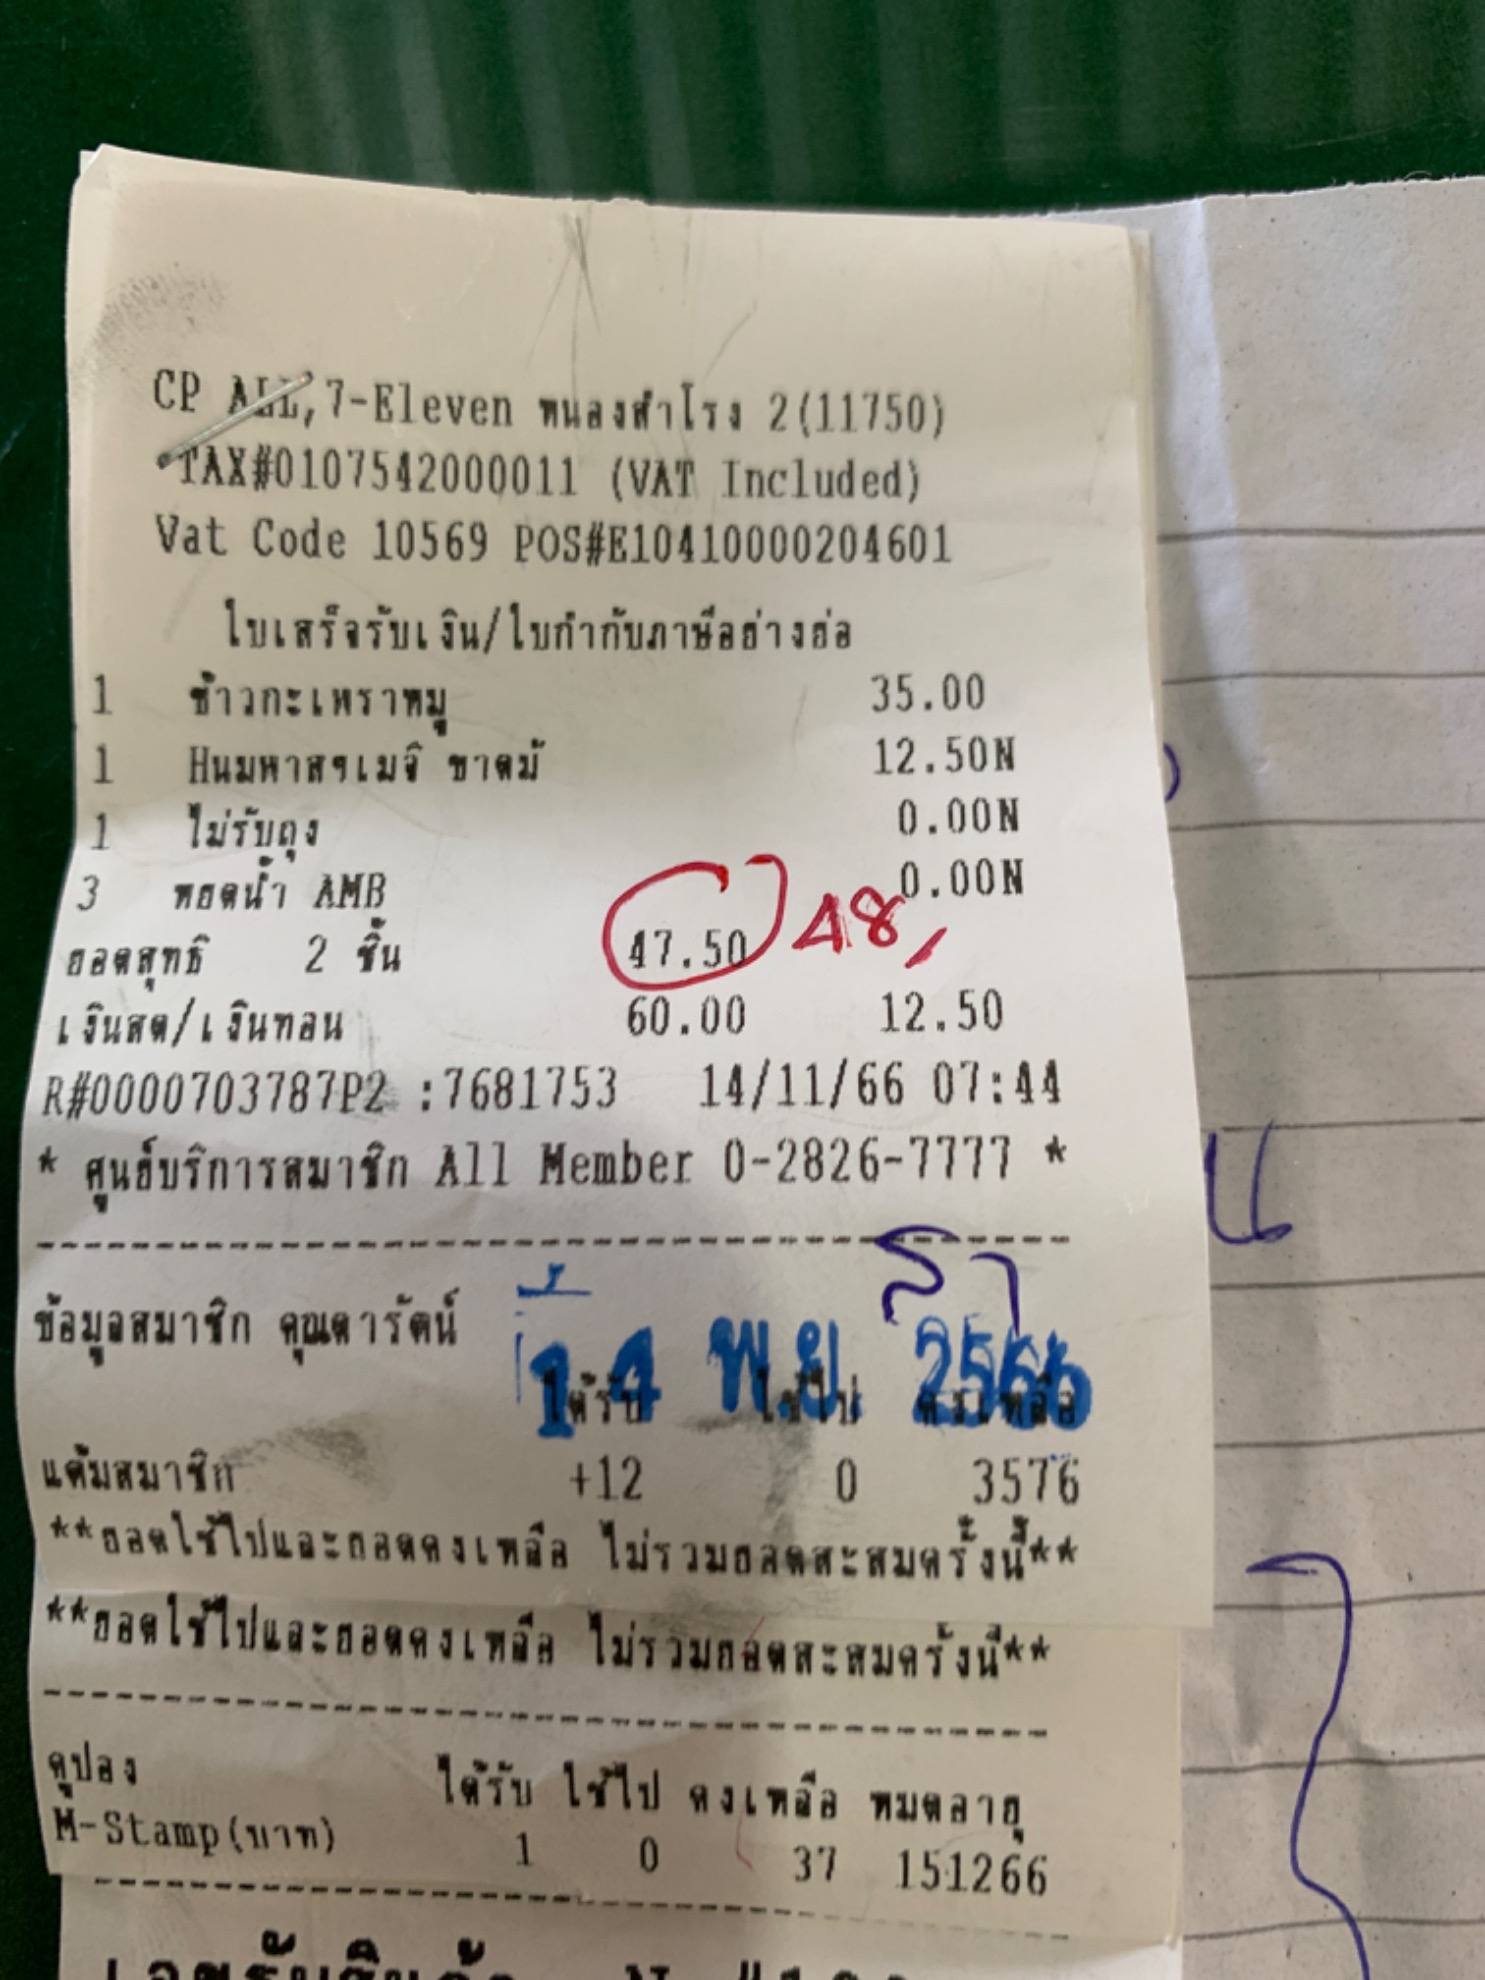 CP ALL,7-Eleven หนองสำโรง 2(11750)
TAX#0107542000011 (VAT Included)
Vat Code 10569 POS#E10410000204601
ใบเสร็จรับเงิน/ใบกำกับภาษีอย่างย่อ
1 ข้าวกะเพราหมู 35.00
1 Hนมพาสฯเมจิ ขาดมั 12.50N
1 ไม่รับถุง 0.00N
3 หยดน้ำ AMB 0.00N
ยอดสุทธิ 2 ชิ้น 47.50 48,
เงินสด/เงินทอน 60.00 12.50
R#0000703787P2 :7681753 14/11/66 07:44
* ศูนย์บริการสมาชิก All Member 0-2826-7777 *
ข้อมูลสมาชิก คุณดารัตน์
14 พ.ย. 2566
ได้รับ ใช้ไป คงเหลือ
แต้มสมาชิก +12 0 3576
**ยอดใช้ไปและยอดคงเหลือ ไม่รวมยอดสะสมครั้งนี้**
**ยอดใช้ไปและยอดคงเหลือ ไม่รวมยอดสะสมครั้งนี้**
คูปอง ได้รับ ใช้ไป คงเหลือ หมดอายุ
M-Stamp(บาท) 1 0 37 151266